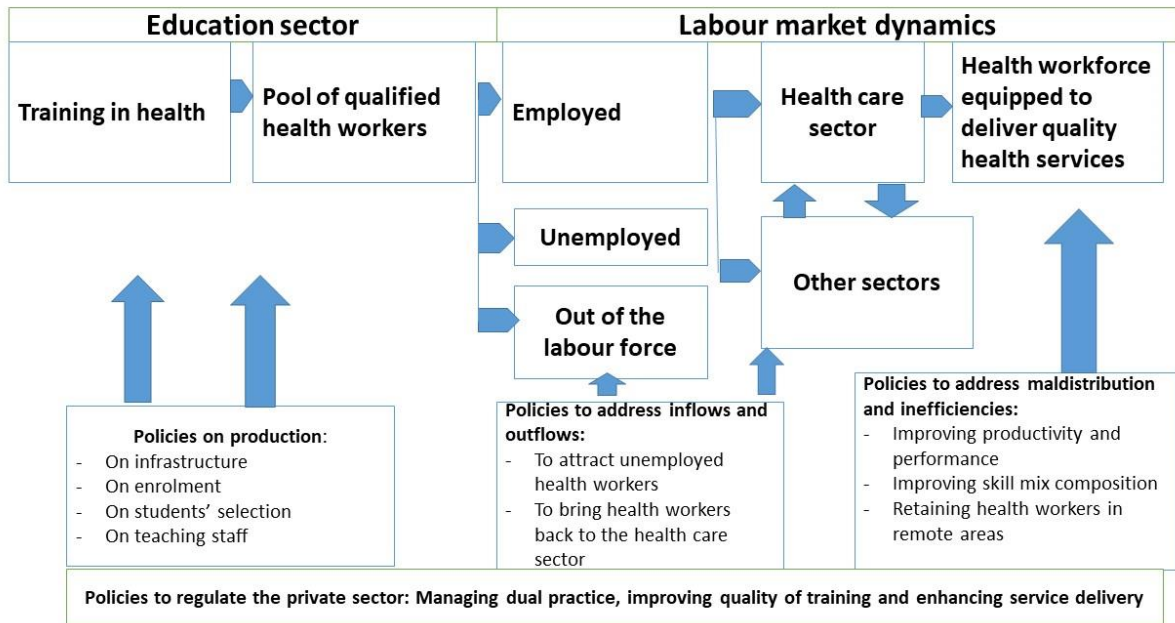 Education sector
Labour market dynamics
Training in health
Pool of qualified
health workers
Employed
Health care
sector
Health workforce
equipped to
deliver quality
health services
Unemployed
Other sectors
Out of the
labour force
Policies on production:
- On infrastructure
- On enrolment
- On students’ selection
- On teaching staff
Policies to address inflows and
outflows:
- To attract unemployed
health workers
- To bring health workers
back to the health care
sector
Policies to address maldistribution
and inefficiencies:
- Improving productivity and
performance
- Improving skill mix composition
- Retaining health workers in
remote areas
Policies to regulate the private sector: Managing dual practice, improving quality of training and enhancing service delivery